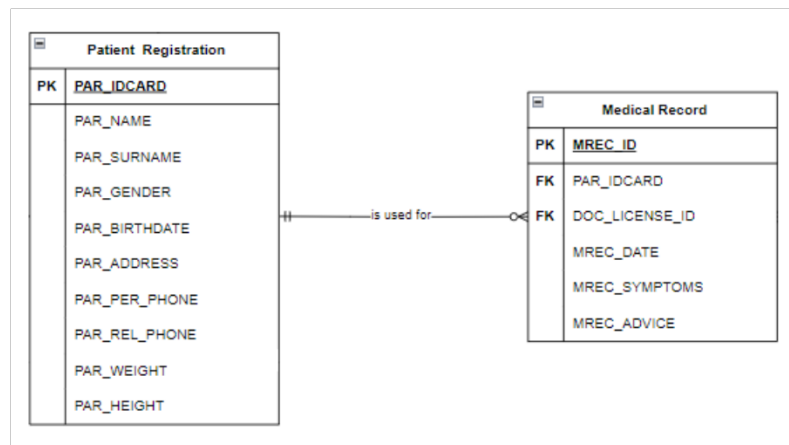 Patient Registration
PK PAR_IDCARD
PAR_NAME
PAR_SURNAME
PAR_GENDER
PAR_BIRTHDATE
PAR_ADDRESS
PAR_PER_PHONE
PAR_REL_PHONE
PAR_WEIGHT
PAR_HEIGHT
is used for
Medical Record
PK MREC_ID
FK PAR_IDCARD
FK DOC_LICENSE_ID
MREC_DATE
MREC_SYMPTOMS
MREC_ADVICE